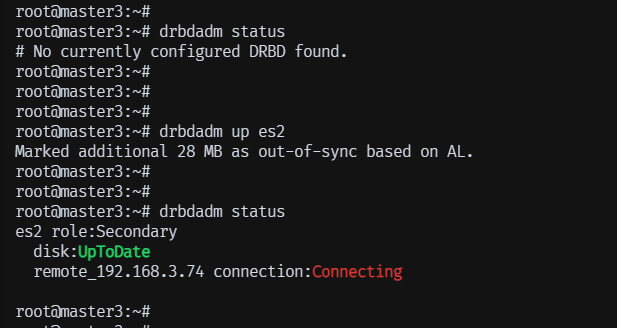 root@master3:~#
root@master3:~# drbdadm status
# No currently configured DRBD found.
root@master3:~#
root@master3:~#
root@master3:~#
root@master3:~# drbdadm up es2
Marked additional 28 MB as out-of-sync based on AL.
root@master3:~#
root@master3:~#
root@master3:~# drbdadm status
es2 role:Secondary
  disk:UpToDate
  remote_192.168.3.74 connection:Connecting

root@master3:~#
root@master3:~#